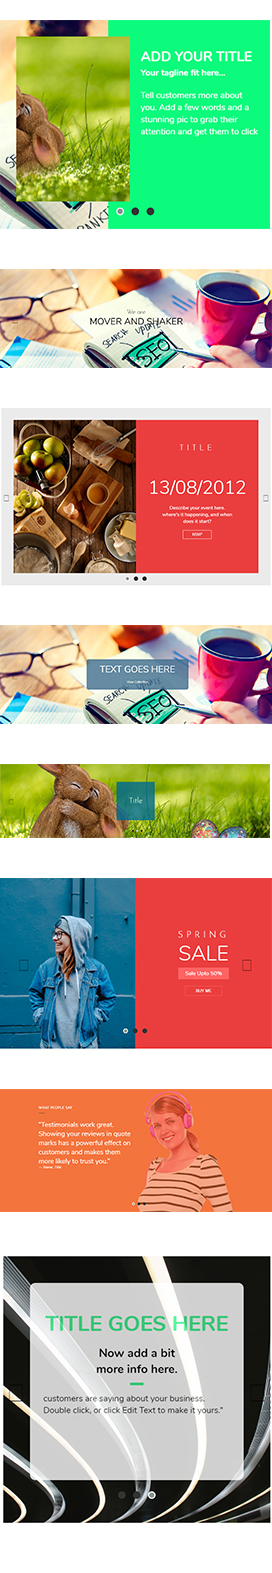 ADD YOUR TITLE
Your tagline fit here...
Tell customers more about
you. Add a few words and a
stunning pic to grab their
attention and get them to click
We are
MOVER AND SHAKER
SEARCH UPDATE
SEO
TITLE
13/08/2012
Describe your event here.
where's it happening, and when
does it start?
RSVP
TEXT GOES HERE
View Collection
SEO
Title
SPRING
SALE
Sale Upto 50%
BUY ME
WHAT PEOPLE SAY
"Testimonials work great.
Showing your reviews in quote
marks has a powerful effect on
customers and makes them
more likely to trust you."
— Name, Title
TITLE GOES HERE
Now add a bit
more info here.
customers are saying about your business.
Double click, or click Edit Text to make it yours."